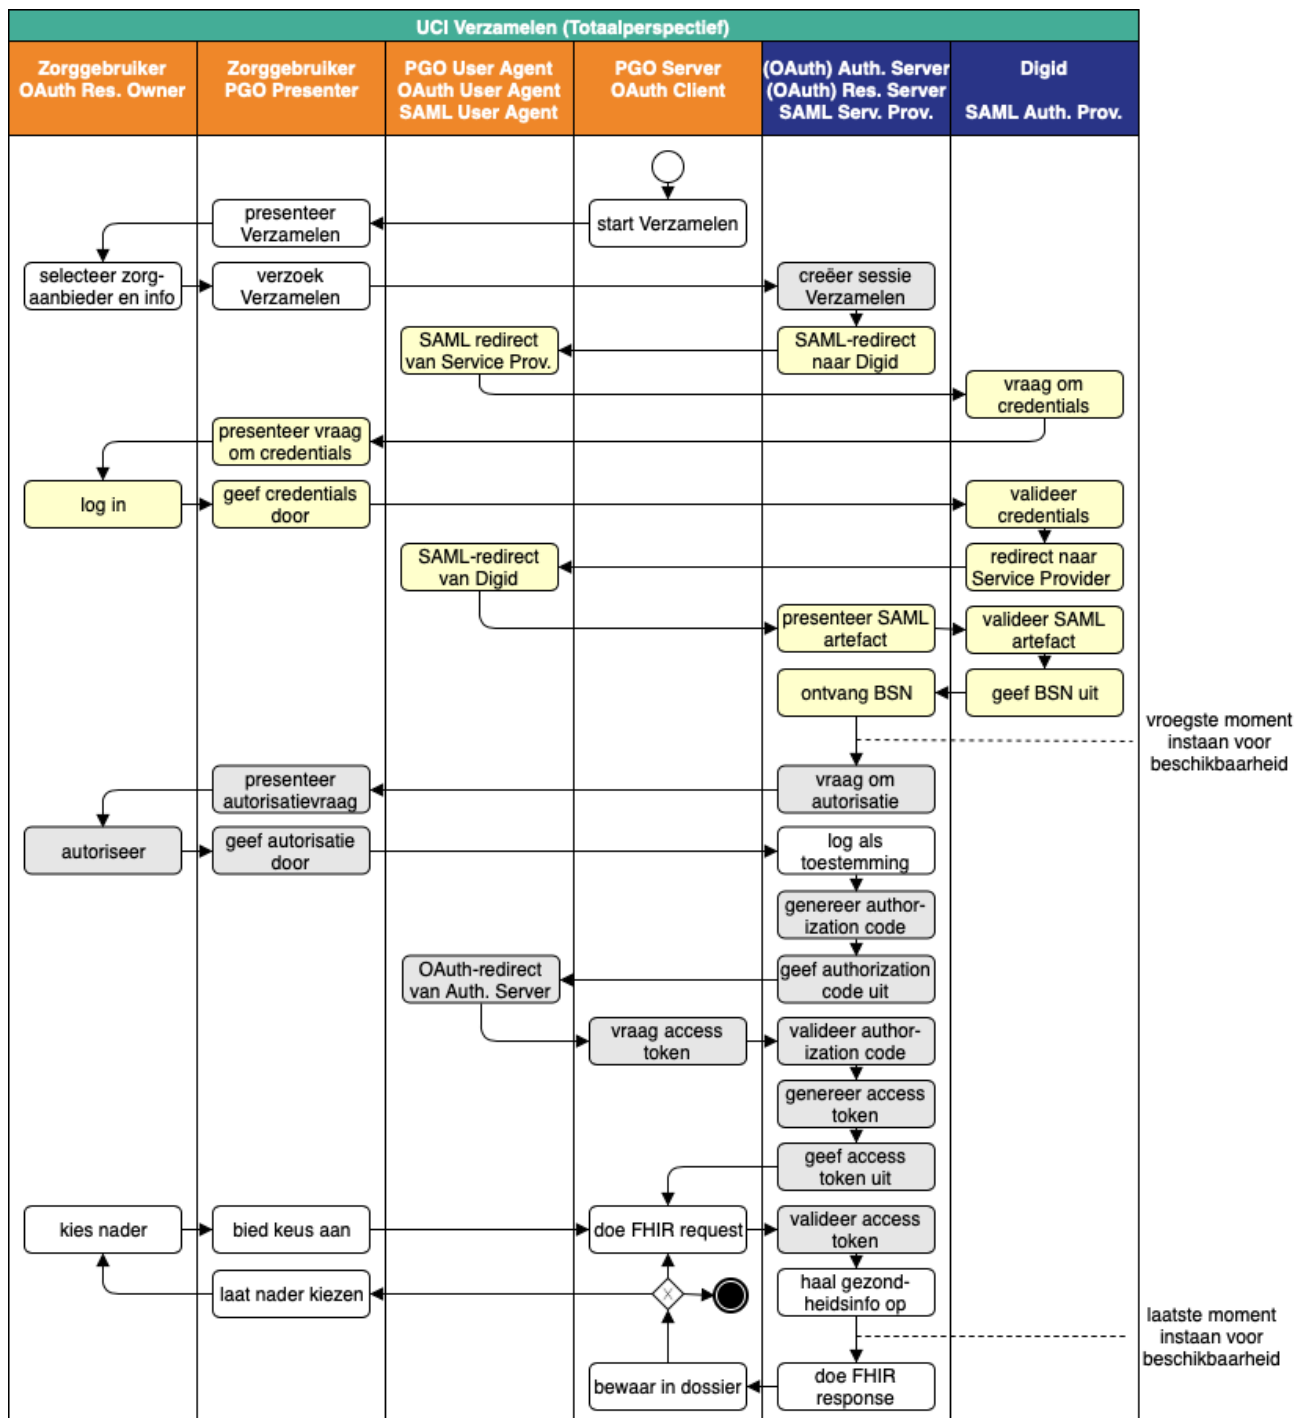 UCI Verzamelen (Totaalperspectief)
Zorggebruiker
OAuth Res. Owner
Zorggebruiker
PGO Presenter
PGO User Agent
OAuth User Agent
SAML User Agent
PGO Server
OAuth Client
(OAuth) Auth. Server
(OAuth) Res. Server
SAML Serv. Prov.
Digid
SAML Auth. Prov.
presenteer
Verzamelen
start Verzamelen
selecteer zorg-
aanbieder en info
verzoek
Verzamelen
creëer sessie
Verzamelen
SAML redirect
van Service Prov.
SAML-redirect
naar Digid
vraag om
credentials
presenteer vraag
om credentials
log in
geef credentials
door
valideer
credentials
SAML-redirect
van Digid
redirect naar
Service Provider
presenteer SAML
artefact
valideer SAML
artefact
ontvang BSN
geef BSN uit
vroegste moment
instaan voor
beschikbaarheid
presenteer
autorisatievraag
vraag om
autorisatie
autoriseer
geef autorisatie
door
log als
toestemming
genereer author-
ization code
OAuth-redirect
van Auth. Server
geef authorization
code uit
vraag access
token
valideer author-
ization code
genereer access
token
geef access
token uit
kies nader
bied keus aan
doe FHIR request
valideer access
token
laat nader kiezen
X
haal gezond-
heidsinfo op
laatste moment
instaan voor
beschikbaarheid
bewaar in dossier
doe FHIR
response